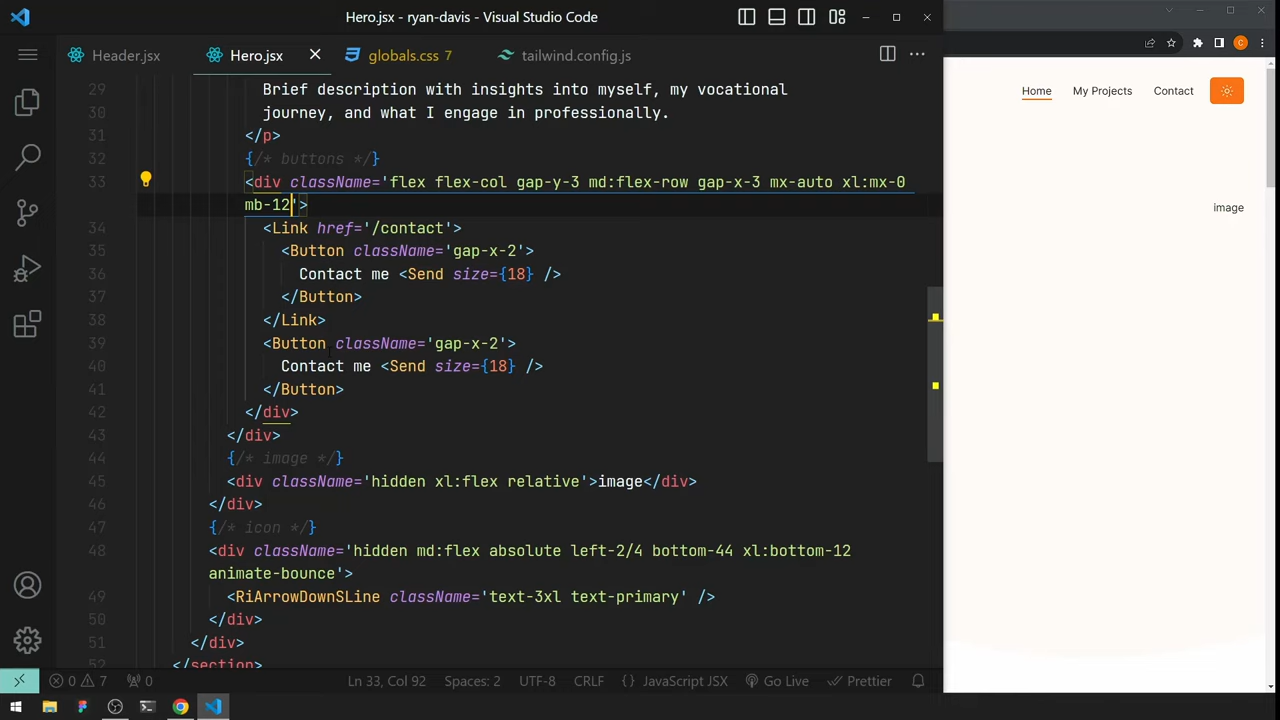 Hero.jsx - ryan-davis - Visual Studio Code
Header.jsx
Hero.jsx
globals.css 7
tailwind.config.js
29 Brief description with insights into myself, my vocational
30 journey, and what I engage in professionally.
31 </p>
32 {/* buttons */}
33 <div className='flex flex-col gap-y-3 md:flex-row gap-x-3 mx-auto xl:mx-0
mb-12'>
34 <Link href='/contact'>
35 <Button className='gap-x-2'>
36 Contact me <Send size={18} />
37 </Button>
38 </Link>
39 <Button className='gap-x-2'>
40 Contact me <Send size={18} />
41 </Button>
42 </div>
43 </div>
44 {/* image */}
45 <div className='hidden xl:flex relative'>image</div>
46 </div>
47 {/* icon */}
48 <div className='hidden md:flex absolute left-2/4 bottom-44 xl:bottom-12
animate-bounce'>
49 <RiArrowDownSLine className='text-3xl text-primary' />
50 </div>
51 </div>
52 </section>
0 7 0
Ln 33, Col 92
Spaces: 2
UTF-8
CRLF
{} JavaScript JSX
Go Live
Prettier
C
Home
My Projects
Contact
image